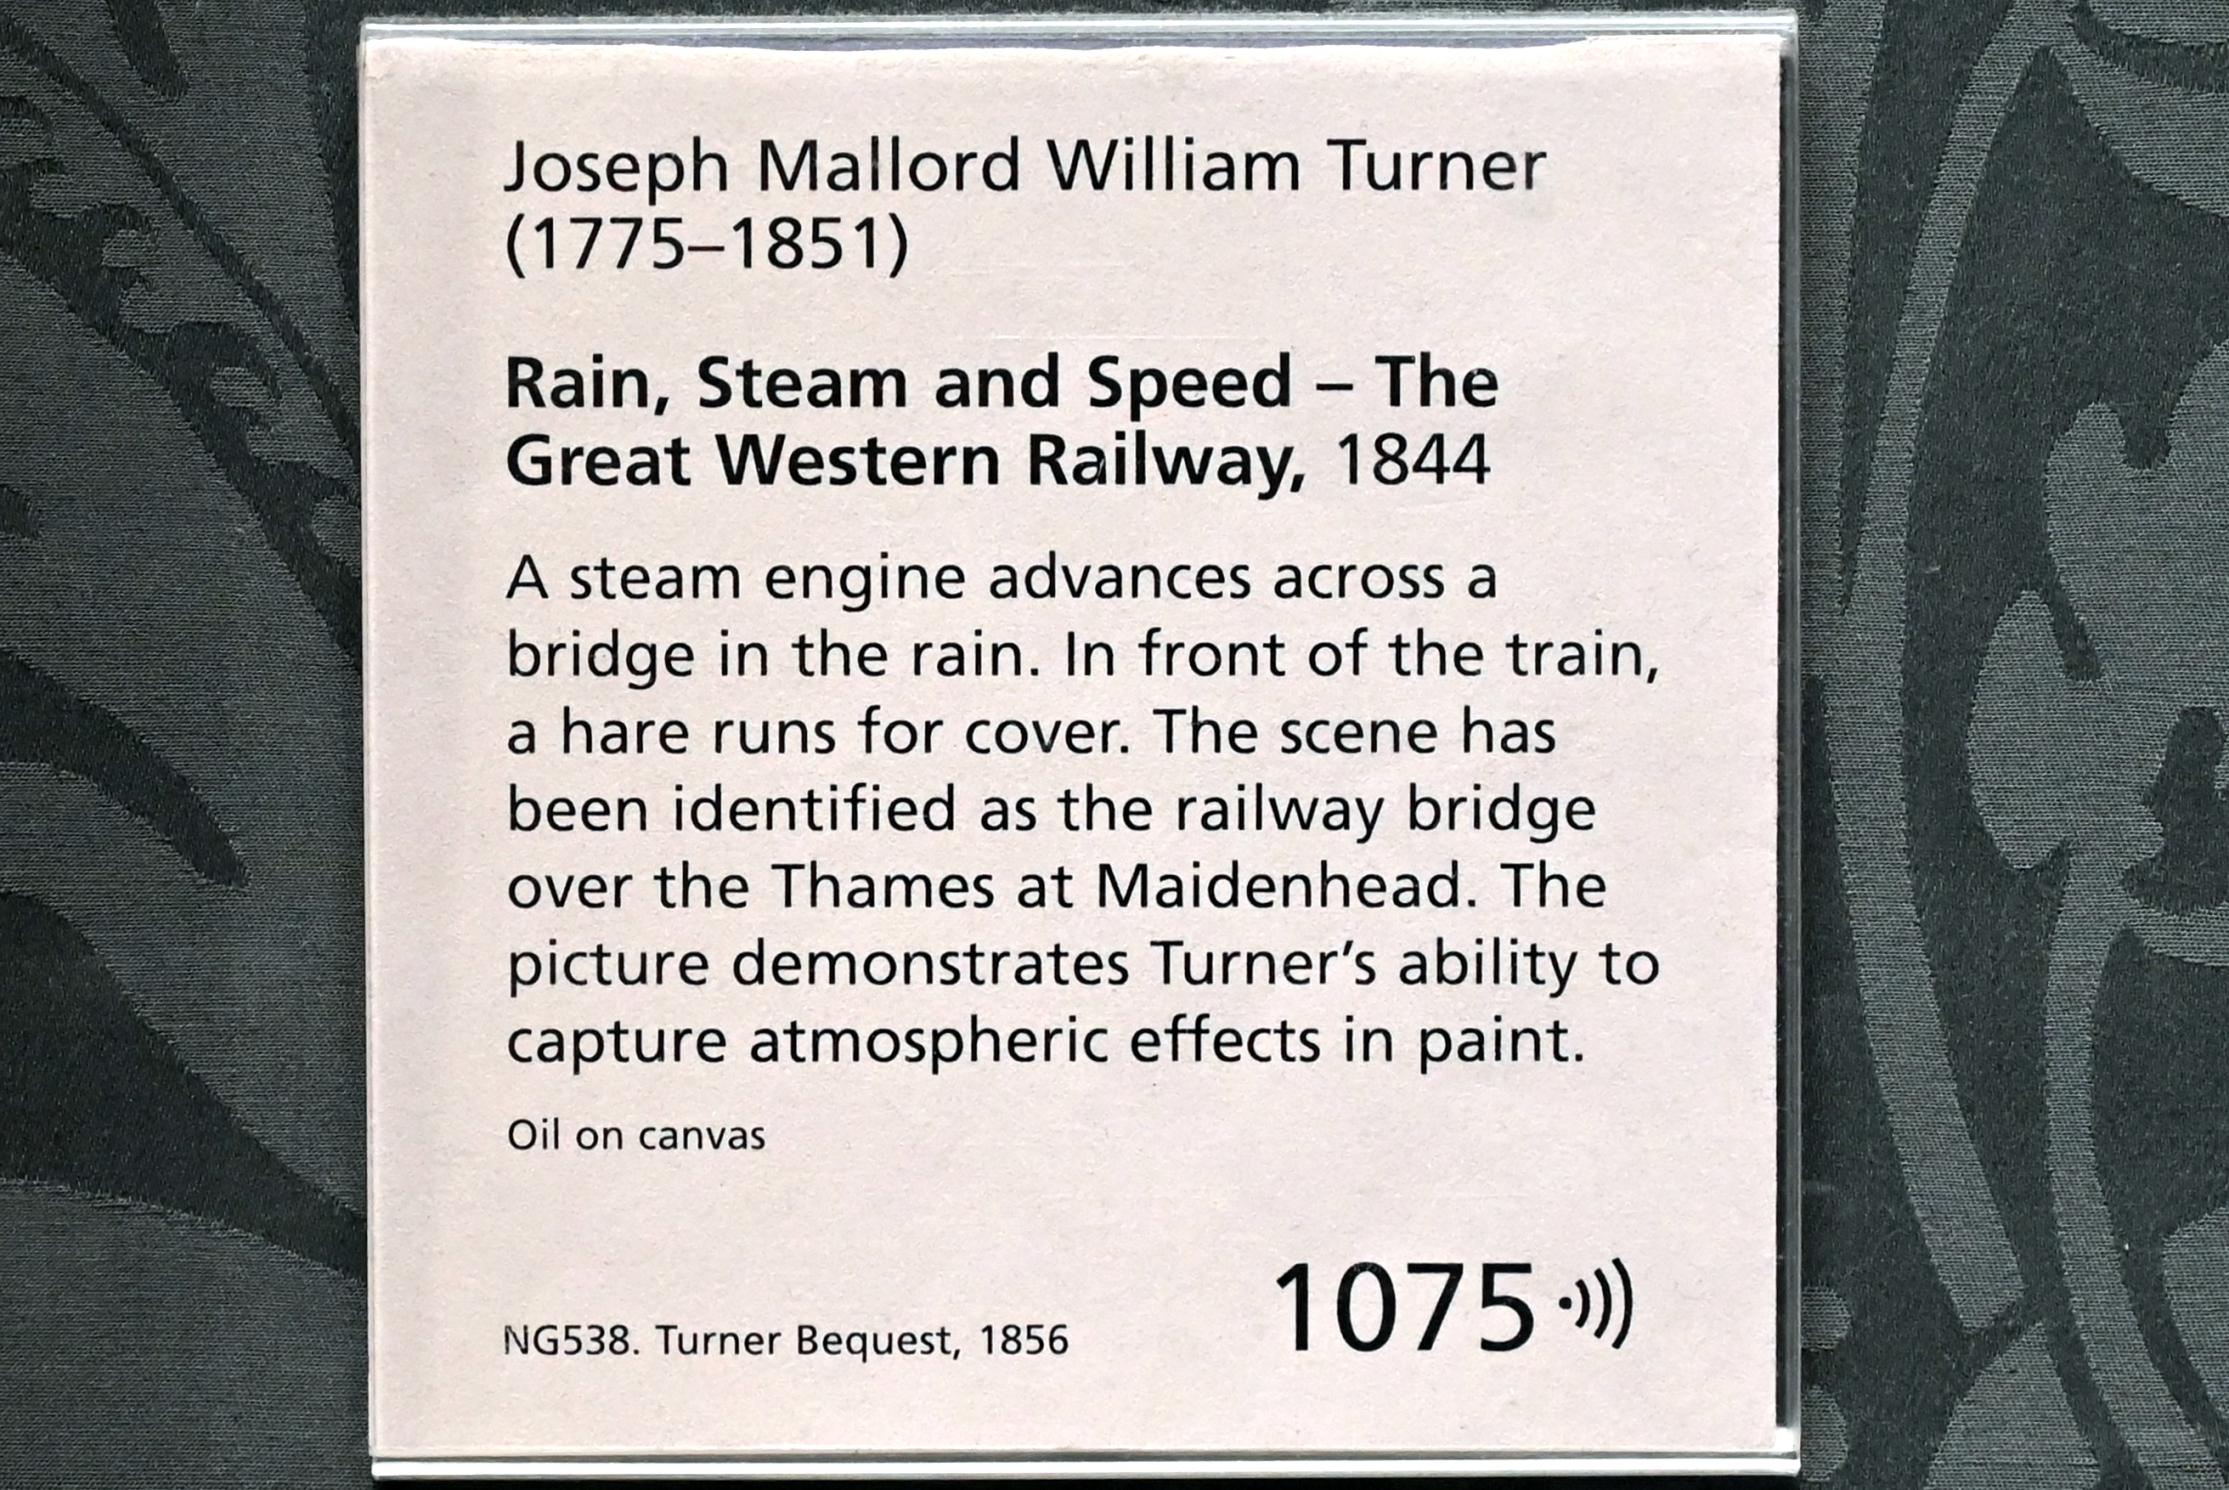 Joseph Mallord William Turner
(1775–1851)
Rain, Steam and Speed – The
Great Western Railway, 1844
A steam engine advances across a
bridge in the rain. In front of the train,
a hare runs for cover. The scene has
been identified as the railway bridge
over the Thames at Maidenhead. The
picture demonstrates Turner’s ability to
capture atmospheric effects in paint.
Oil on canvas
NG538. Turner Bequest, 1856
1075